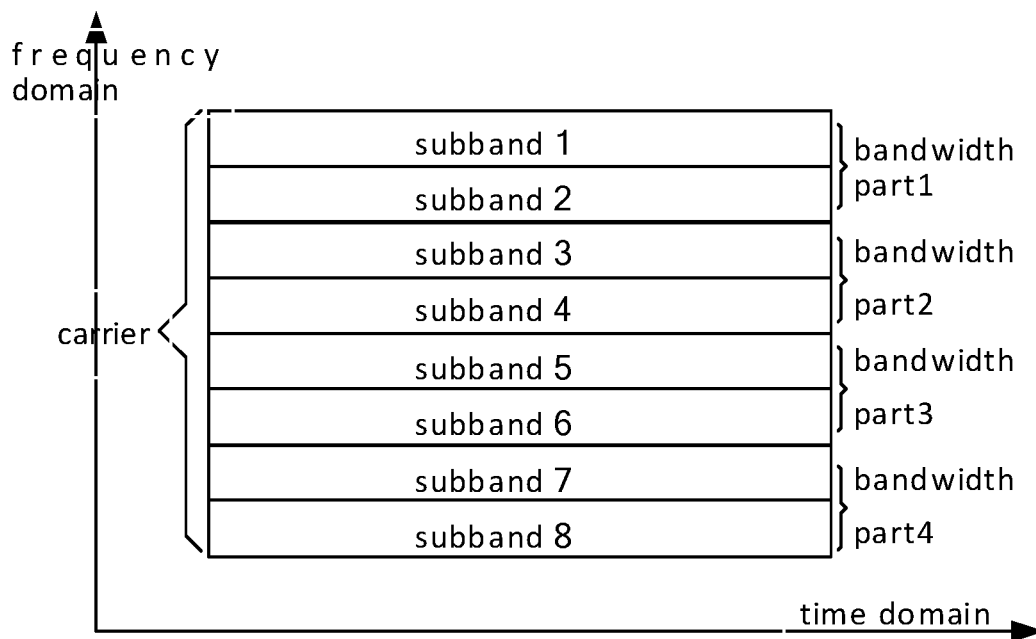 frequency
domain
subband 1
bandwidth
part1
subband 2
subband 3
bandwidth
part2
subband 4
carrier
subband 5
bandwidth
part3
subband 6
subband 7
bandwidth
part4
subband 8
time domain